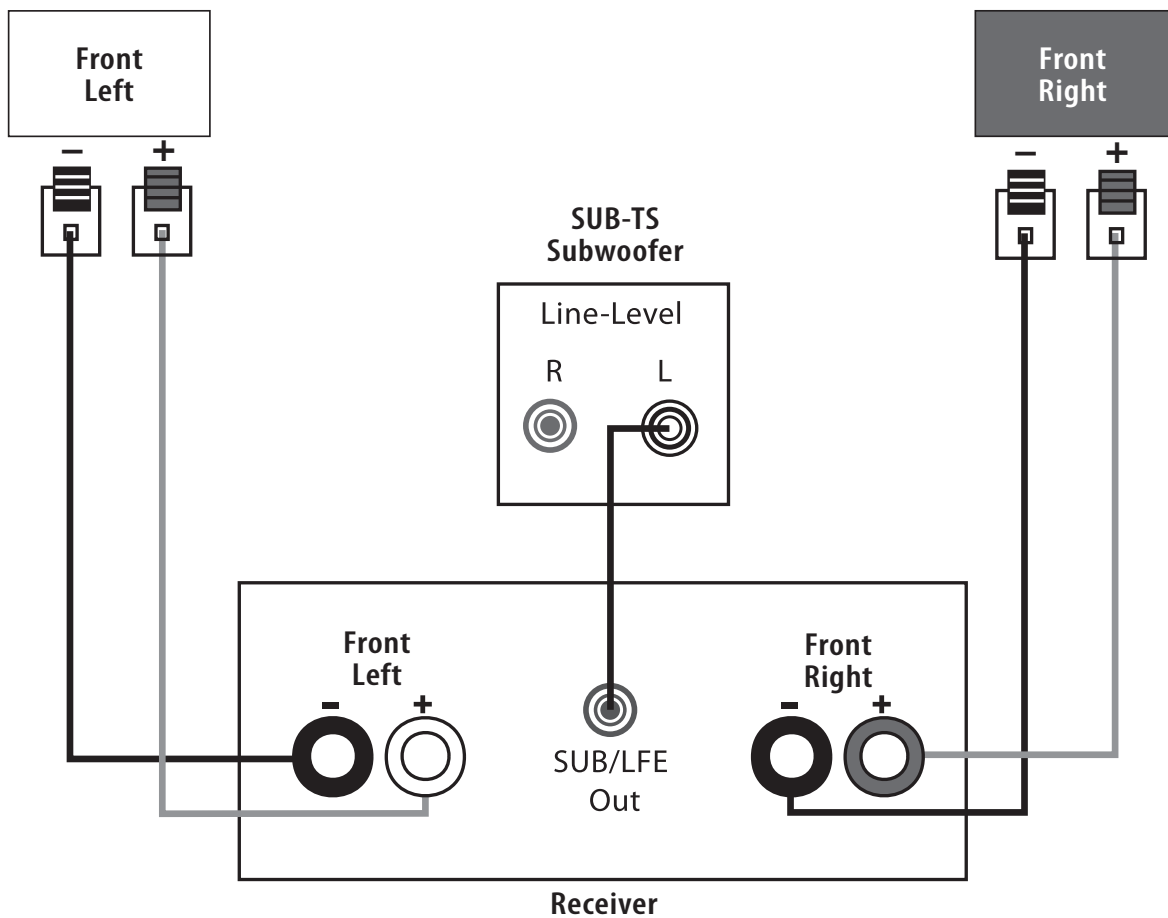 Front
Left
Front
Right
- +
- +
SUB-TS
Subwoofer
Line-Level
R L
Front
Left
- +
Front
Right
- +
SUB/LFE
Out
Receiver